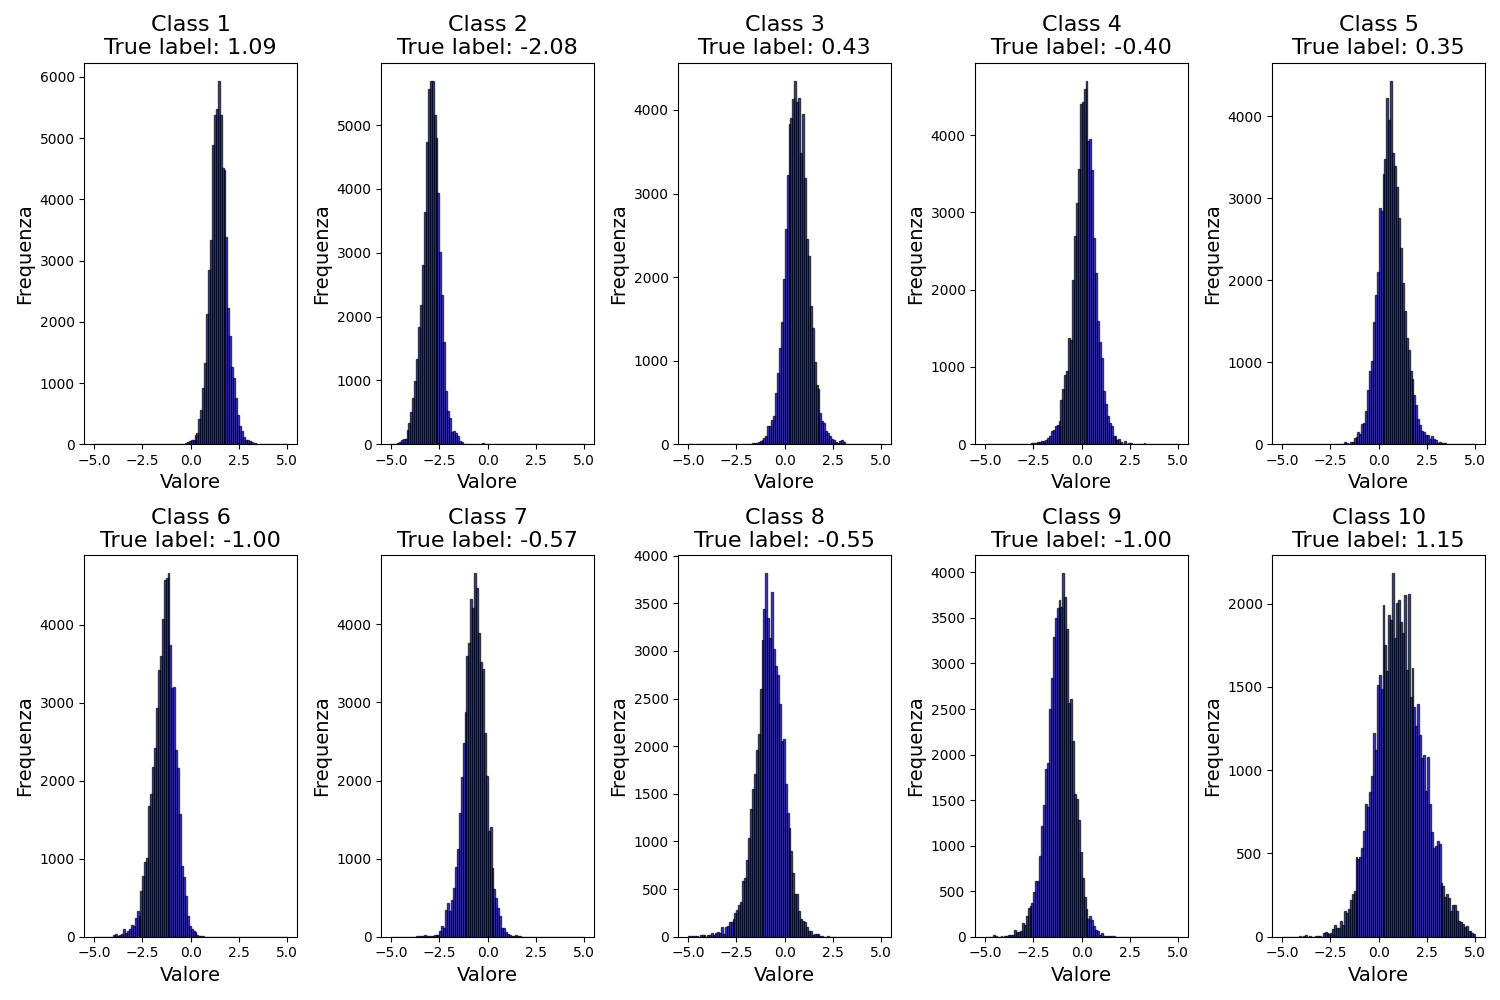 Class 1
True label: 1.09
Class 2
True label: -2.08
Class 3
True label: 0.43
Class 4
True label: -0.40
Class 5
True label: 0.35
6000
5000
4000
3000
2000
1000
0
Frequenza
−5.0 −2.5 0.0 2.5 5.0
Valore
5000
4000
3000
2000
1000
0
Frequenza
−5.0 −2.5 0.0 2.5 5.0
Valore
4000
3000
2000
1000
0
Frequenza
−5.0 −2.5 0.0 2.5 5.0
Valore
4000
3000
2000
1000
0
Frequenza
−5.0 −2.5 0.0 2.5 5.0
Valore
4000
3000
2000
1000
0
Frequenza
−5.0 −2.5 0.0 2.5 5.0
Valore
Class 6
True label: -1.00
Class 7
True label: -0.57
Class 8
True label: -0.55
Class 9
True label: -1.00
Class 10
True label: 1.15
4000
3000
2000
1000
0
Frequenza
−5.0 −2.5 0.0 2.5 5.0
Valore
4000
3000
2000
1000
0
Frequenza
−5.0 −2.5 0.0 2.5 5.0
Valore
4000
3500
3000
2500
2000
1500
1000
500
0
Frequenza
−5.0 −2.5 0.0 2.5 5.0
Valore
4000
3500
3000
2500
2000
1500
1000
500
0
Frequenza
−5.0 −2.5 0.0 2.5 5.0
Valore
2000
1500
1000
500
0
Frequenza
−5.0 −2.5 0.0 2.5 5.0
Valore